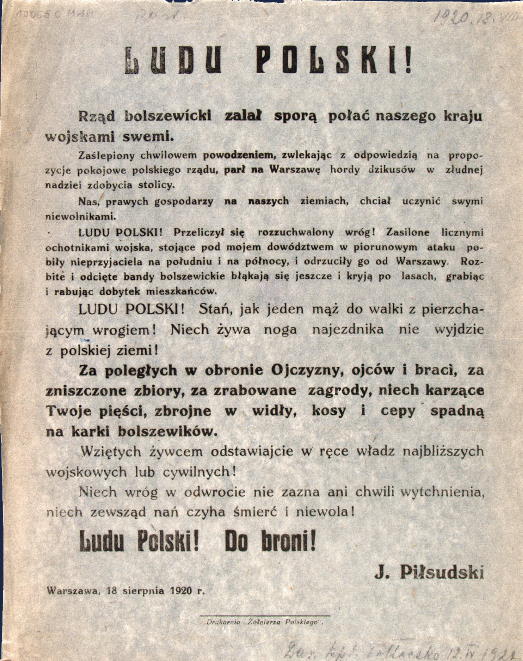 1920.18.VIII
LUDU POLSKI!
Rząd bolszewicki zalał sporą połać naszego kraju
wojskami swemi.
Zaślepiony chwilowem powodzeniem, zwlekając z odpowiedzią na propo-
zycje pokojowe polskiego rządu, parł na Warszawę hordy dzikusów w złudnej
nadziei zdobycia stolicy.
Nas, prawych gospodarzy na naszych ziemiach, chciał uczynić swymi
niewolnikami.
LUDU POLSKI! Przeliczył się rozzuchwalony wróg! Zasilone licznymi
ochotnikami wojska, stojące pod mojem dowództwem w piorunowym ataku po-
biły nieprzyjaciela na południu i na północy, i odrzuciły go od Warszawy. Roz-
bite i odcięte bandy bolszewickie błąkają się jeszcze i kryją po lasach, grabiąc
i rabując dobytek mieszkańców.
LUDU POLSKI! Stań, jak jeden mąż do walki z pierzcha-
jącym wrogiem! Niech żywa noga najezdnika nie wyjdzie
z polskiej ziemi!
Za poległych w obronie Ojczyzny, ojców i braci, za
zniszczone zbiory, za zrabowane zagrody, niech karzące
Twoje pięści, zbrojne w widły, kosy i cepy spadną
na karki bolszewików.
Wziętych żywcem odstawiajcie w ręce władz najbliższych
wojskowych lub cywilnych!
Niech wróg w odwrocie nie zazna ani chwili wytchnienia,
niech zewsząd nań czyha śmierć i niewola!
Ludu Polski! Do broni!
J. Piłsudski
Warszawa, 18 sierpnia 1920 r.
Drukarnia "Żołnierza Polskiego".